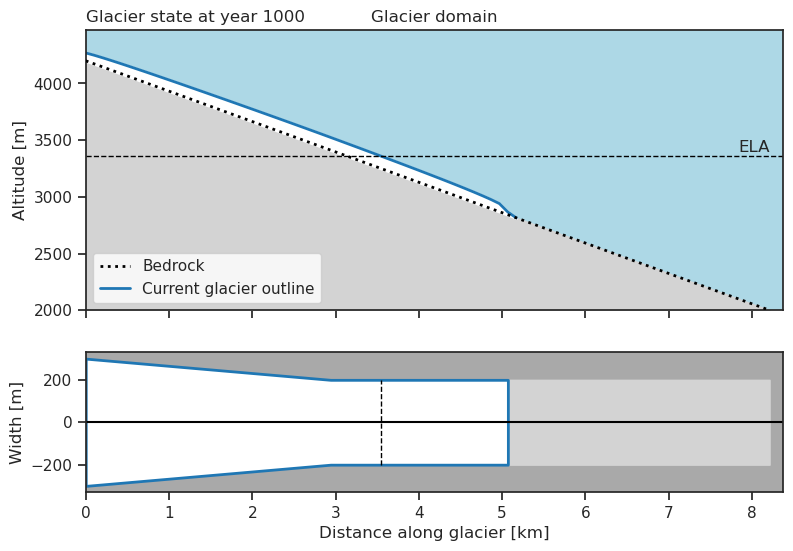 Glacier state at year 1000 Glacier domain
Altitude [m]
4000
3500
3000
2500
2000
ELA
Bedrock
Current glacier outline
Width [m]
200
0
−200
0 1 2 3 4 5 6 7 8
Distance along glacier [km]